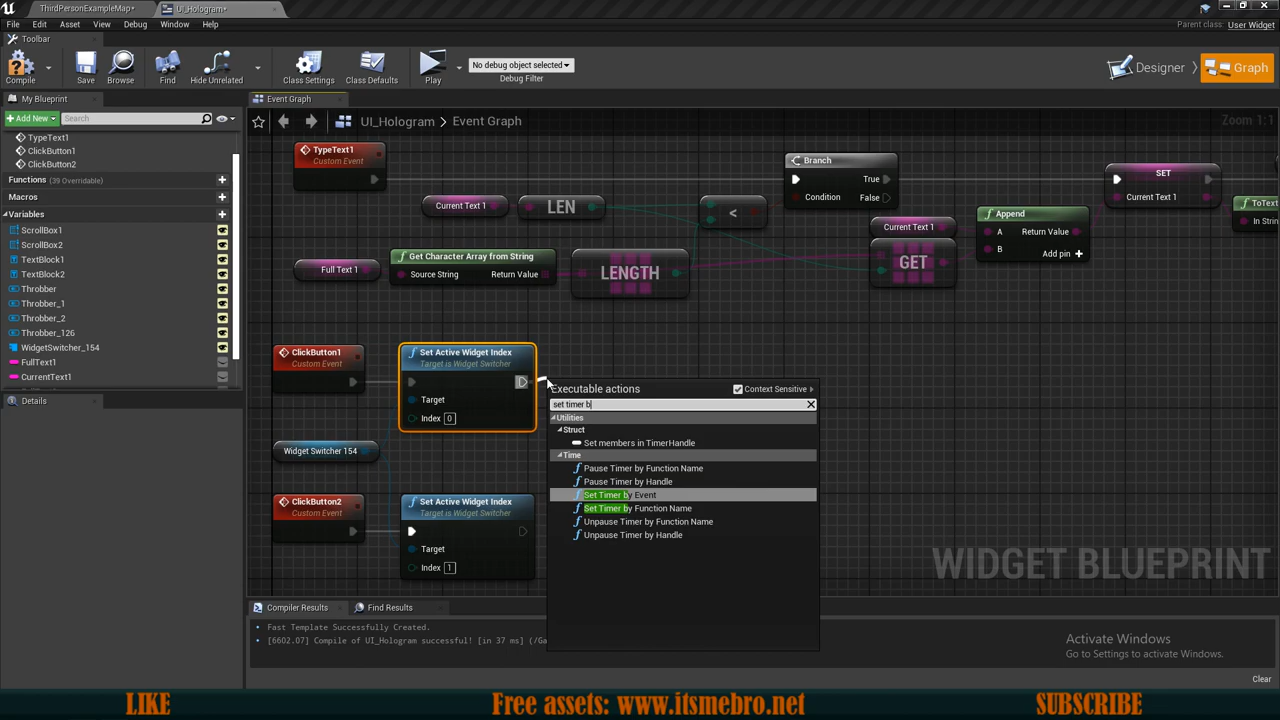 ThirdPersonExampleMap*
UI_Hologram*
File Edit Asset View Debug Window Help
Parent class: User Widget
Toolbar
Compile
Save
Browse
Find
Hide Unrelated
Class Settings
Class Defaults
Play
No debug object selected
Debug Filter
Designer
Graph
My Blueprint
Add New
Search
TypeText1
ClickButton1
ClickButton2
Functions (39 Overridable)
Macros
Variables
ScrollBox1
ScrollBox2
TextBlock1
TextBlock2
Throbber
Throbber_1
Throbber_2
Throbber_126
WidgetSwitcher_154
FullText1
CurrentText1
Details
Event Graph
UI_Hologram > Event Graph
Zoom 1:1
TypeText1
Custom Event
Current Text 1
LEN
<
Branch
True
Condition False
SET
Current Text 1
ToText
In Strin
Current Text 1
GET
Append
A Return Value
B Add pin +
Full Text 1
Get Character Array from String
Source String Return Value
LENGTH
ClickButton1
Custom Event
Set Active Widget Index
Target is Widget Switcher
Target
Index 0
Widget Switcher 154
ClickButton2
Custom Event
Set Active Widget Index
Target is Widget Switcher
Target
Index 1
Executable actions
Context Sensitive
set timer b
Utilities
Struct
Set members in TimerHandle
Time
Pause Timer by Function Name
Pause Timer by Handle
Set Timer by Event
Set Timer by Function Name
Unpause Timer by Function Name
Unpause Timer by Handle
WIDGET BLUEPRINT
Compiler Results
Find Results
Fast Template Successfully Created.
[6602.07] Compile of UI_Hologram successful! [in 37 ms] (/Ga
Activate Windows
Go to Settings to activate Windows.
Clear
LIKE
Free assets: www.itsmebro.net
SUBSCRIBE